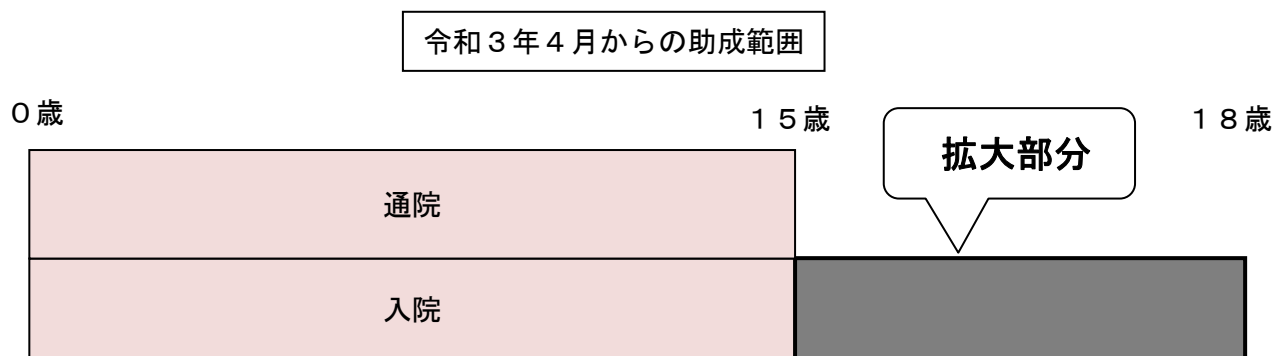 令和３年４月からの助成範囲
０歳
１５歳
１８歳
拡大部分
通院
入院